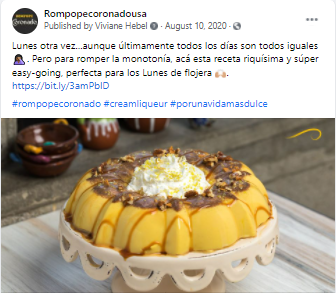 Rompopecoronadousa
Published by Viviane Hebel · August 10, 2020 ·
Lunes otra vez...aunque últimamente todos los días son todos iguales
🤷🏿‍♀️. Pero para romper la monotonía, acá esta receta riquísima y súper
easy-going, perfecta para los Lunes de flojera 🙌🏻.
https://bit.ly/3amPbID
#rompopecoronado #creamliqueur #porunavidamasdulce